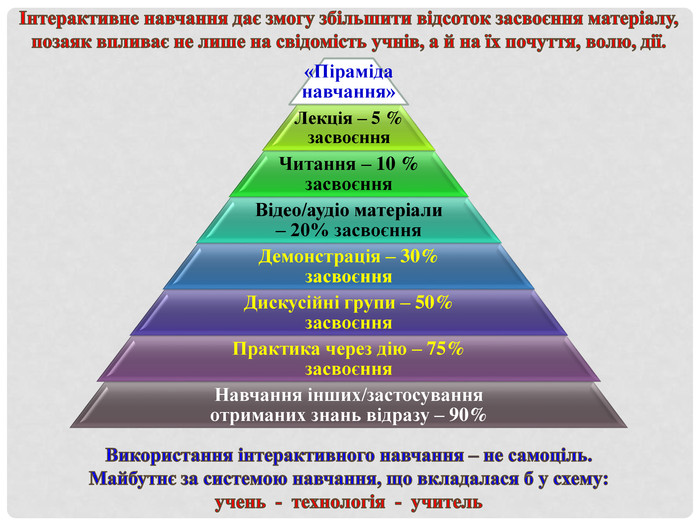 Інтерактивне навчання дає змогу збільшити відсоток засвоєння матеріалу,
позаяк впливає не лише на свідомість учнів, а й на їх почуття, волю, дії.
«Піраміда
навчання»
Лекція – 5 %
засвоєння
Читання – 10 %
засвоєння
Відео/аудіо матеріали
– 20% засвоєння
Демонстрація – 30%
засвоєння
Дискусійні групи – 50%
засвоєння
Практика через дію – 75%
засвоєння
Навчання інших/застосування
отриманих знань відразу – 90%
Використання інтерактивного навчання – не самоціль.
Майбутнє за системою навчання, що вкладалася б у схему:
учень - технологія - учитель